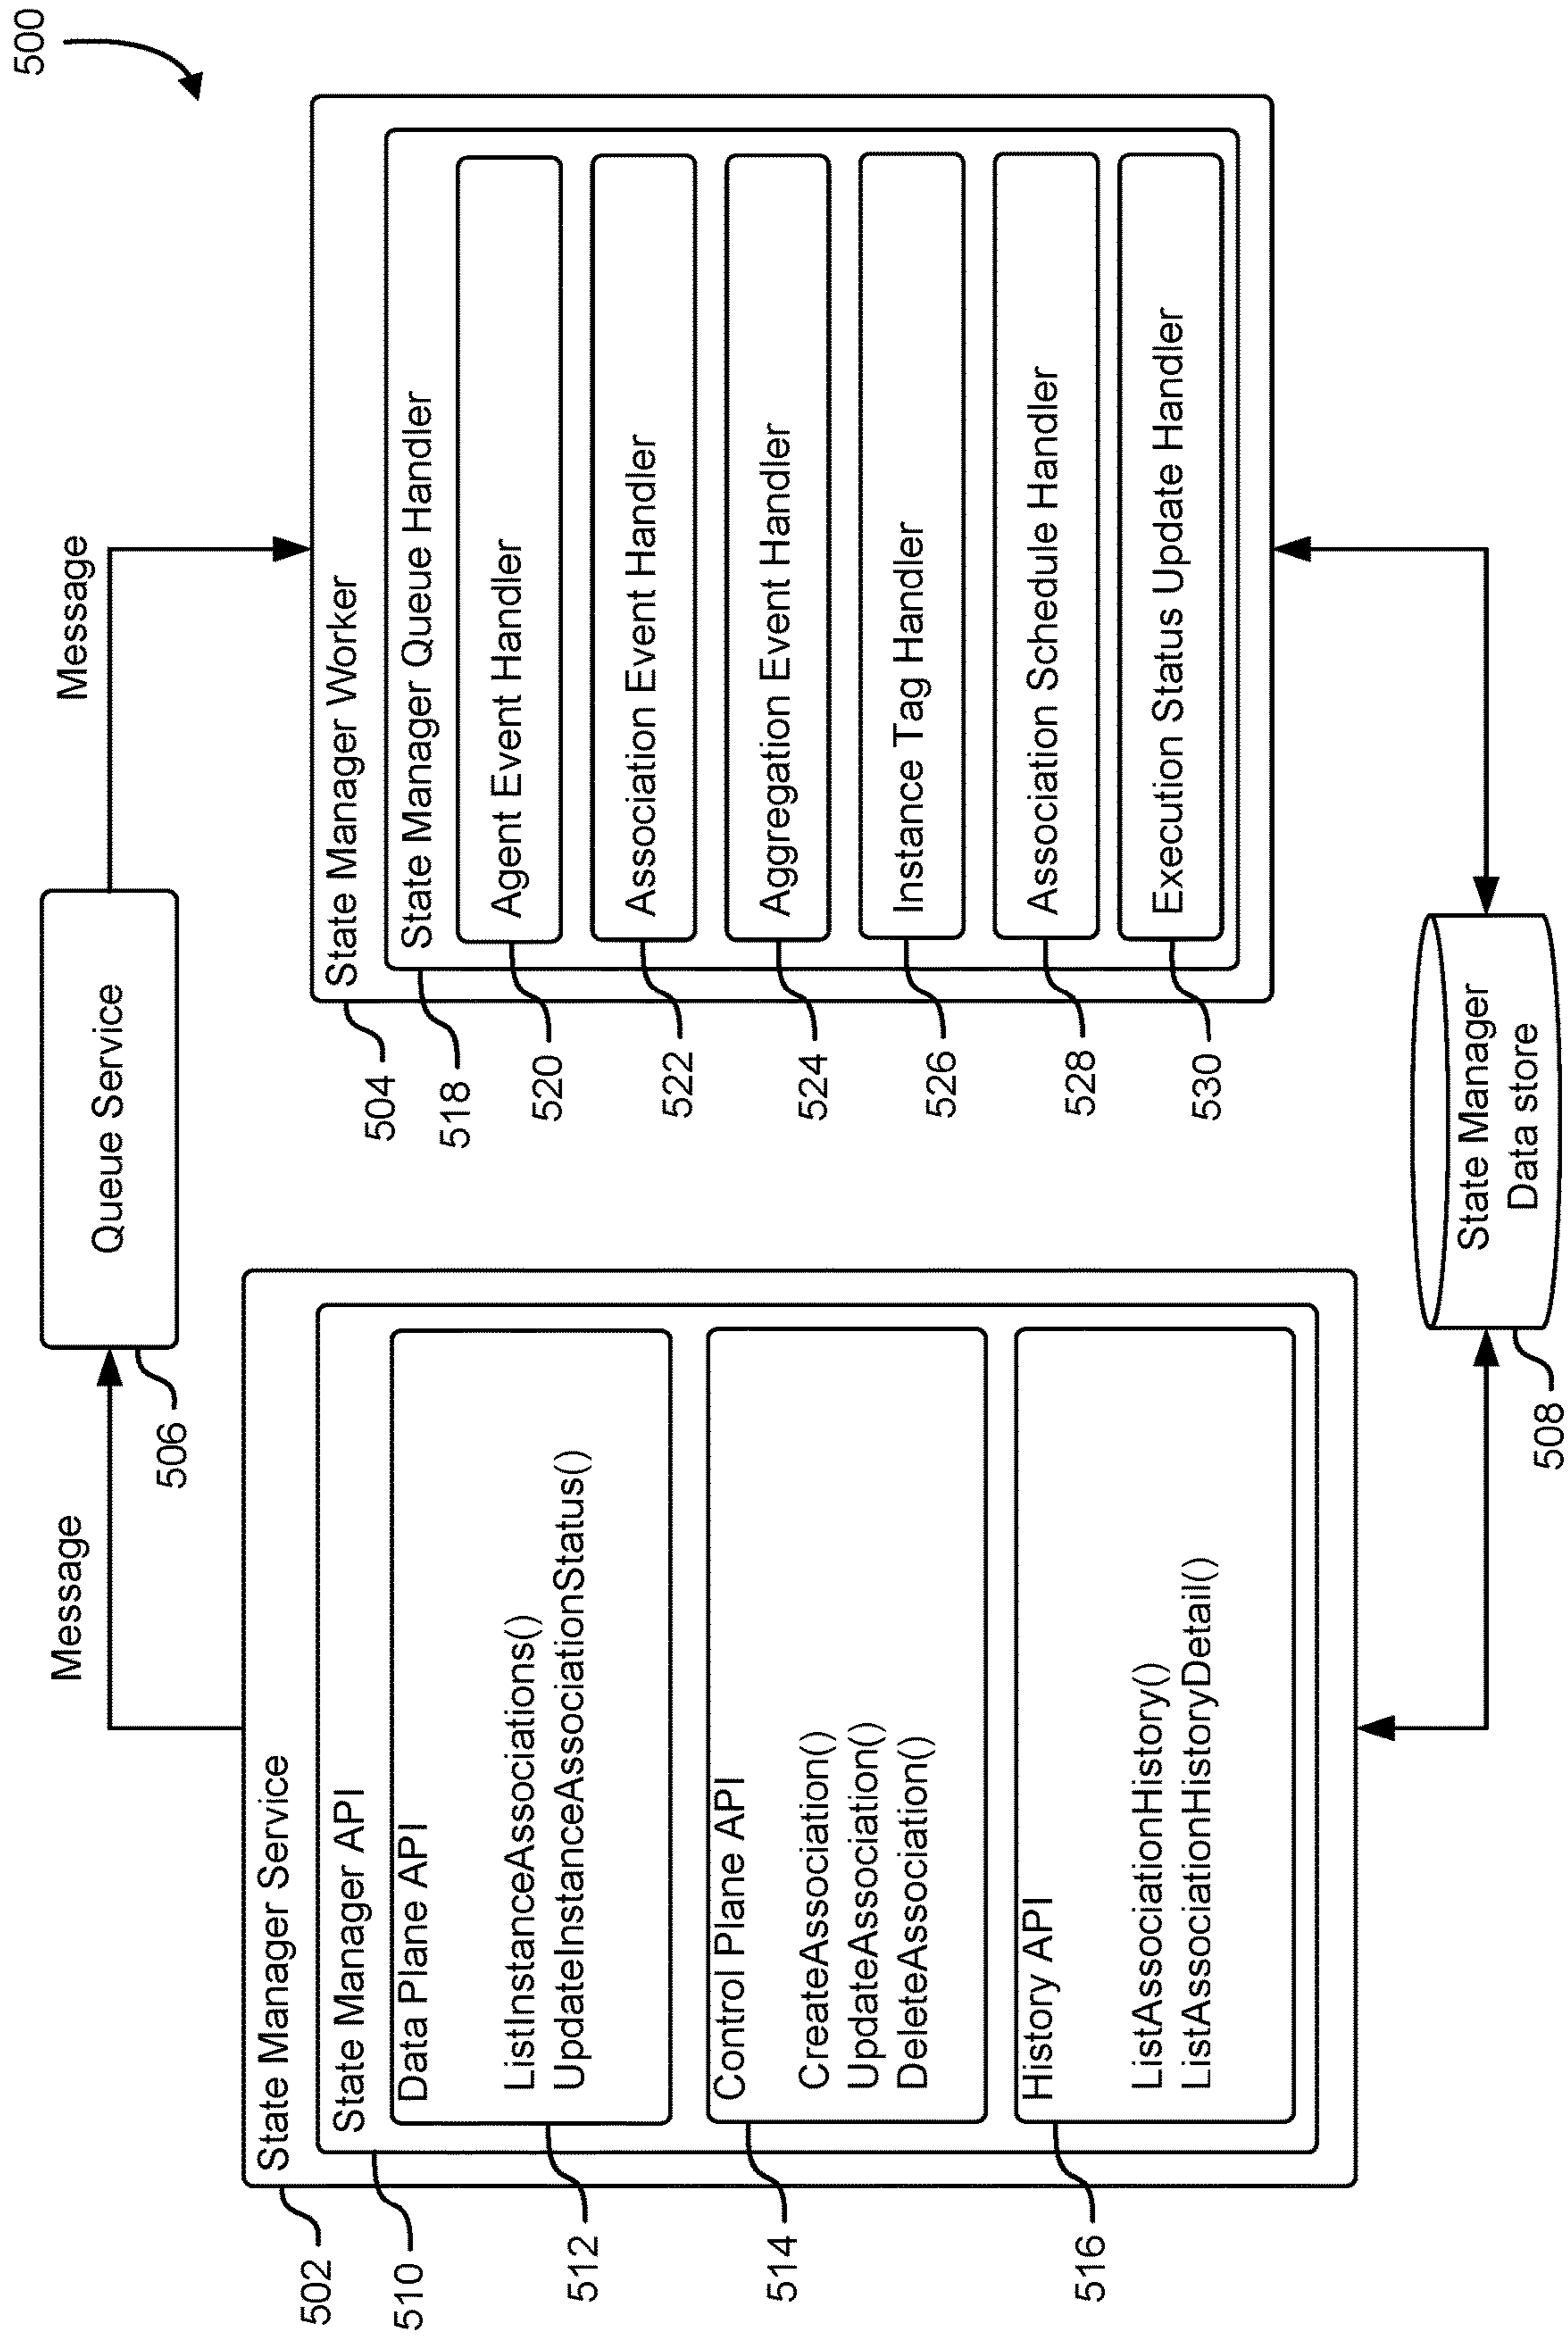 500
Message
Queue Service
506
Message
State Manager Service
502
State Manager API
510
Data Plane API
ListInstanceAssociations()
UpdateInstanceAssociationStatus()
512
Control Plane API
CreateAssociation()
UpdateAssociation()
DeleteAssociation()
514
History API
ListAssociationHistory()
ListAssociationHistoryDetail()
516
State Manager Worker
504
State Manager Queue Handler
518
Agent Event Handler
520
Association Event Handler
522
Aggregation Event Handler
524
Instance Tag Handler
526
Association Schedule Handler
528
Execution Status Update Handler
530
State Manager
Data store
508